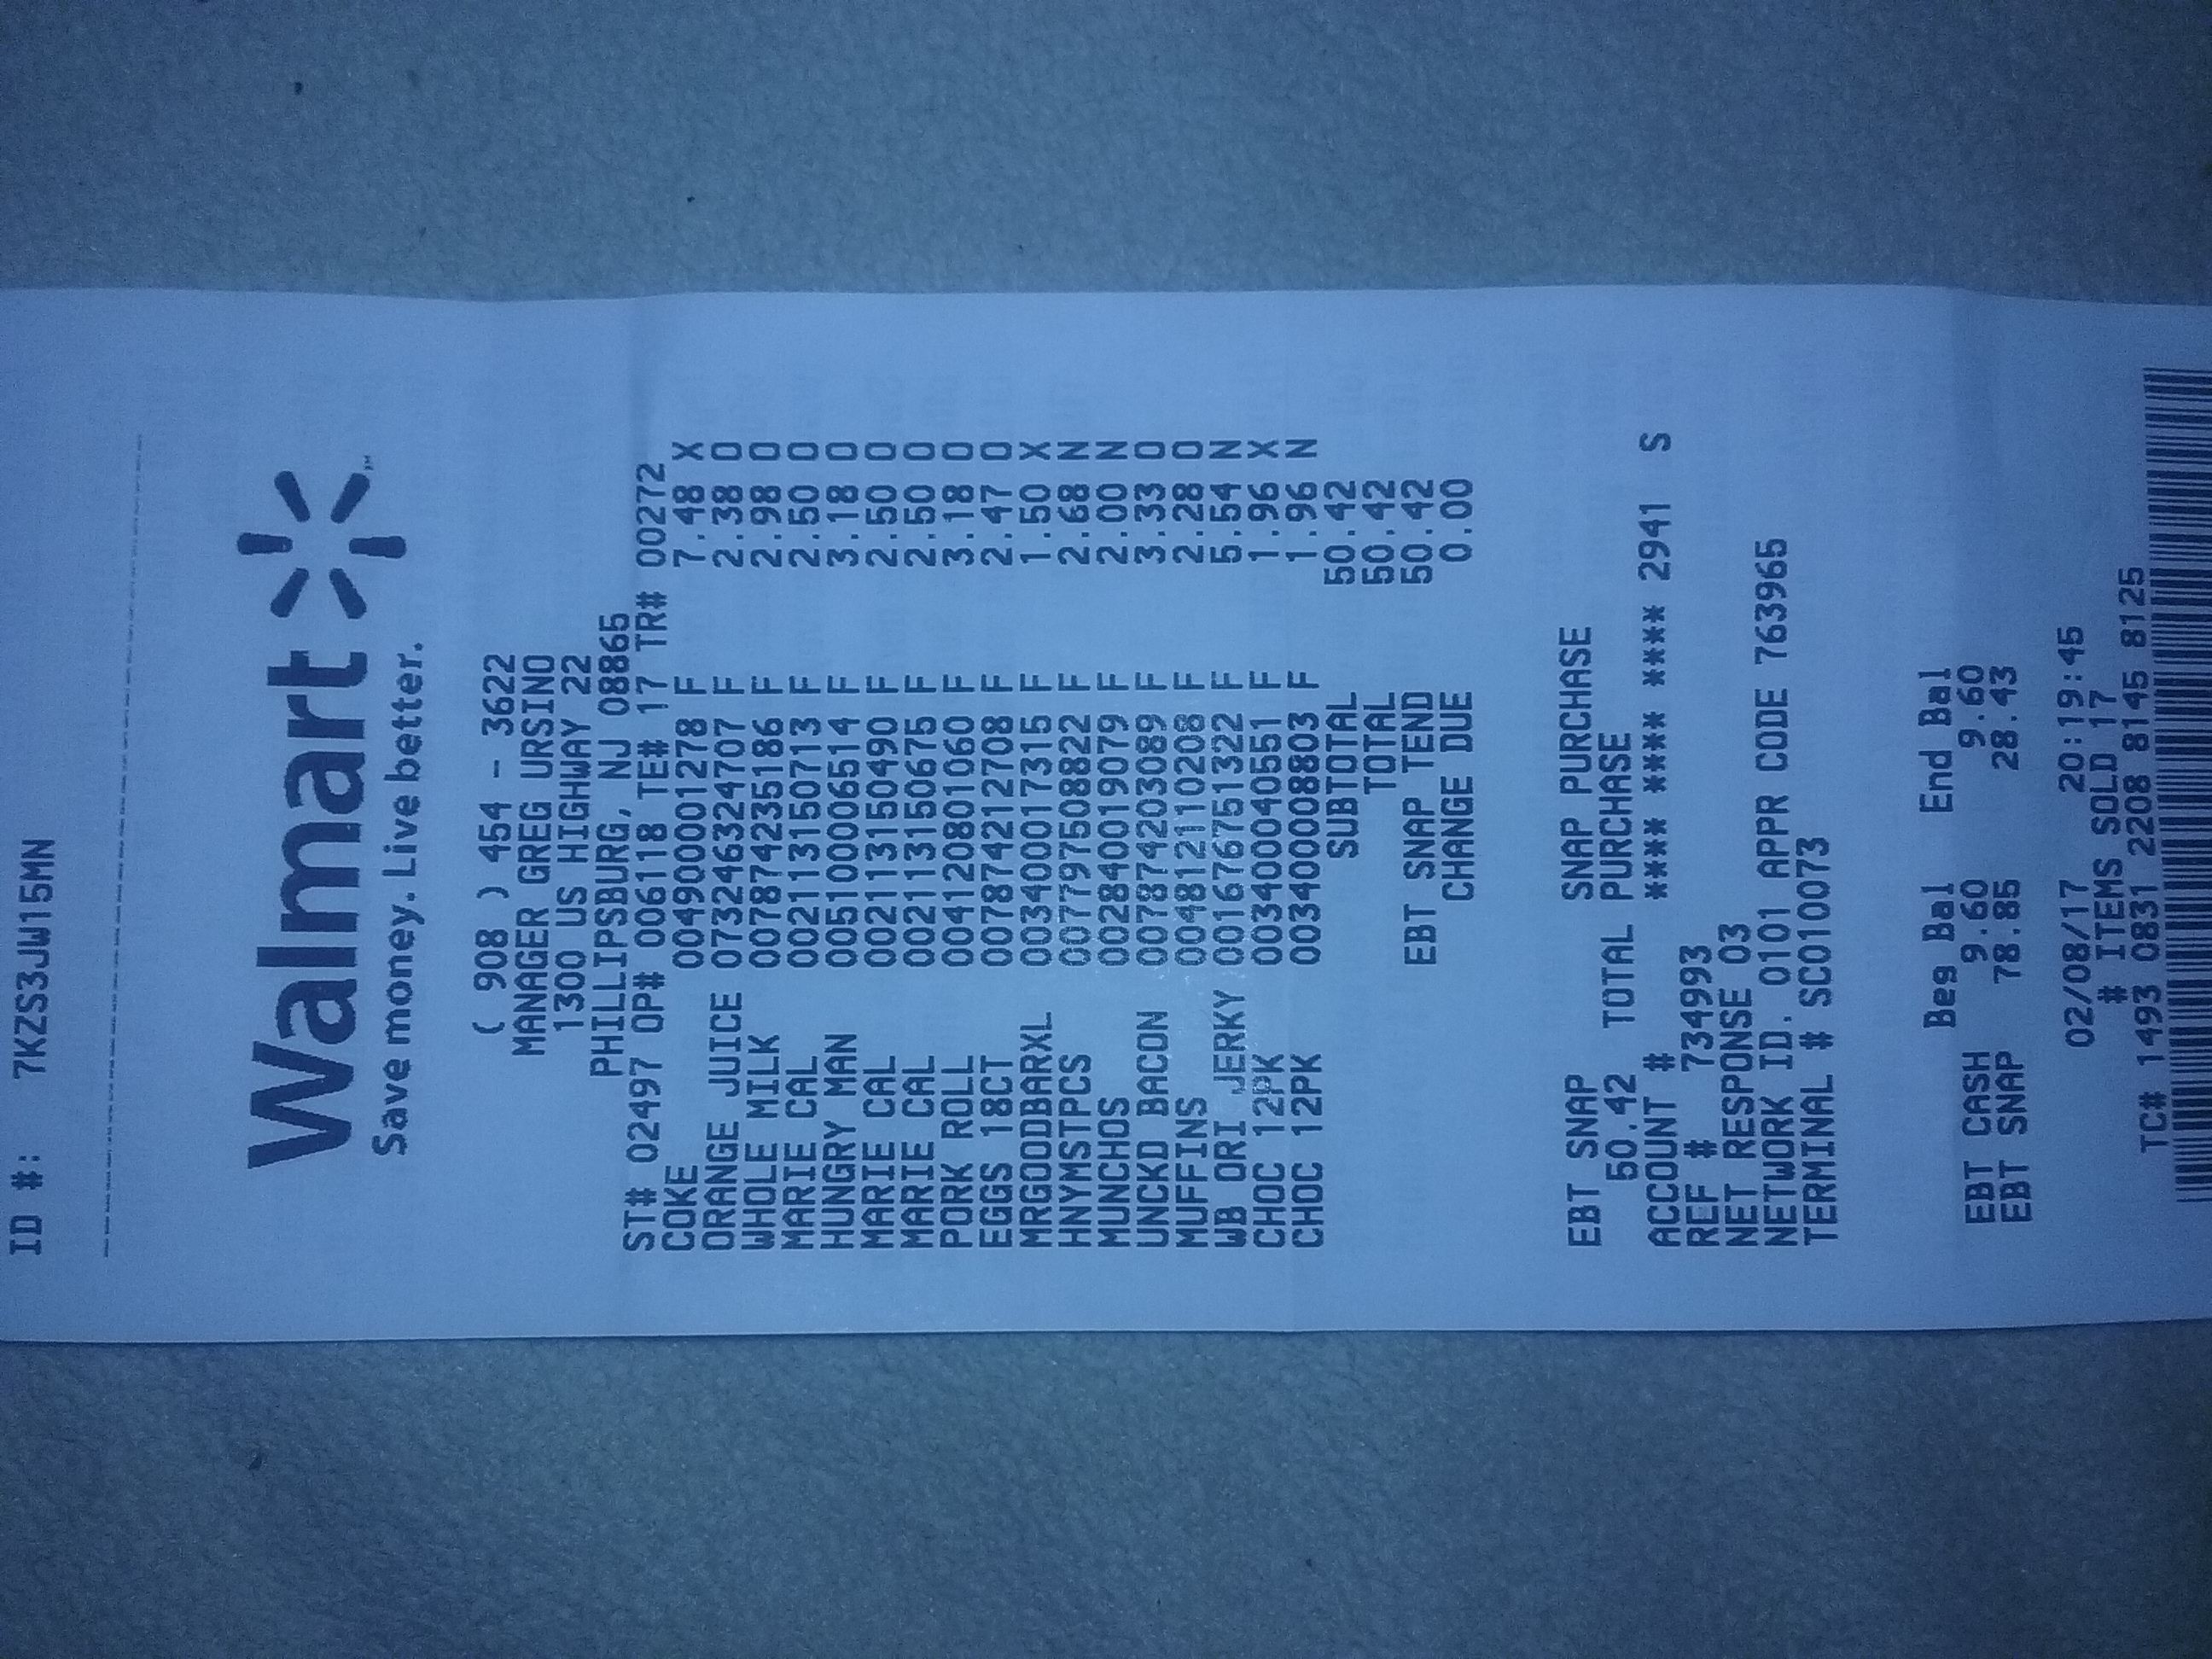 ID #: 7KZS3JW15MN
Walmart
Save money. Live better.
( 908 ) 454 - 3622
MANAGER GREG URSINO
1300 US HIGHWAY 22
PHILLIPSBURG, NJ 08865
ST# 02497 OP# 006118 TE# 17 TR# 00272
COKE 004900001278 F 7.48 X
ORANGE JUICE 073246324707 F 2.38 O
WHOLE MILK 007874235186 F 2.98 O
MARIE CAL 002113150713 F 2.50 O
HUNGRY MAN 005100006514 F 3.18 O
MARIE CAL 002113150490 F 2.50 O
MARIE CAL 002113150675 F 2.50 O
PORK ROLL 004120801060 F 3.18 O
EGGS 18CT 007874212708 F 2.47 O
MRGOODBARXL 003400017315 F 1.50 X
HNYMSTPCS 007797508822 F 2.68 N
MUNCHOS 002840019079 F 2.00 N
UNCKD BACON 007874203089 F 3.33 O
MUFFINS 004812110208 F 2.28 O
WB ORI JERKY 001676751322 F 5.54 N
CHOC 12PK 003400040551 F 1.96 X
CHOC 12PK 003400008803 F 1.96 N
SUBTOTAL 50.42
TOTAL 50.42
EBT SNAP TEND 50.42
CHANGE DUE 0.00
EBT SNAP SNAP PURCHASE
50.42 TOTAL PURCHASE
ACCOUNT # **** **** **** 2941 S
REF # 734993
NET RESPONSE 03
NETWORK ID. 0101 APPR CODE 763965
TERMINAL # SC010073
Beg Bal End Bal
EBT CASH 9.60 9.60
EBT SNAP 78.85 28.43
02/08/17 20:19:45
# ITEMS SOLD 17
TC# 1493 0831 2208 8145 8125